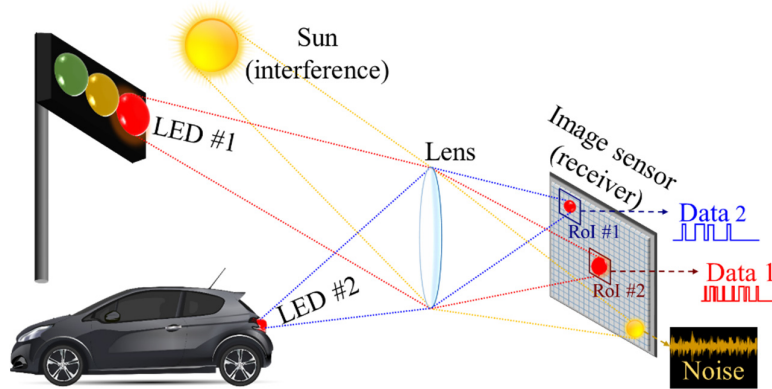 Sun
(interference)
LED #1
Lens
Image sensor
(receiver)
RoI #1
Data 2
RoI #2
Data 1
LED #2
Noise